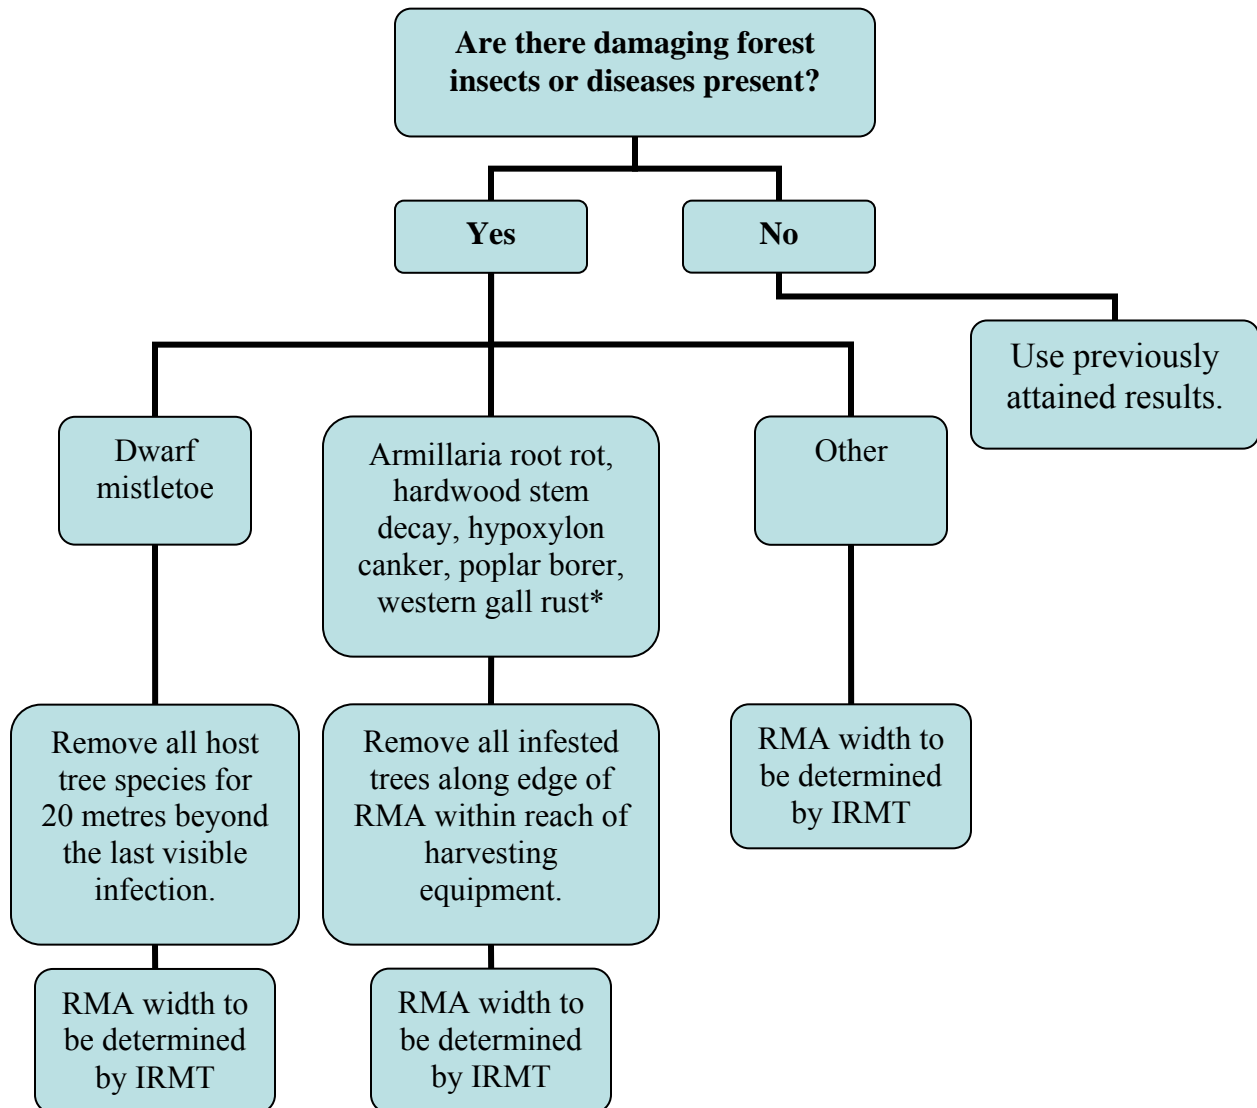 Are there damaging forest
insects or diseases present?
Yes
No
Use previously
attained results.
Dwarf
mistletoe
Armillaria root rot,
hardwood stem
decay, hypoxylon
canker, poplar borer,
western gall rust*
Other
Remove all host
tree species for
20 metres beyond
the last visible
infection.
Remove all infested
trees along edge of
RMA within reach of
harvesting
equipment.
RMA width to
be determined
by IRMT
RMA width to
be determined
by IRMT
RMA width to
be determined
by IRMT